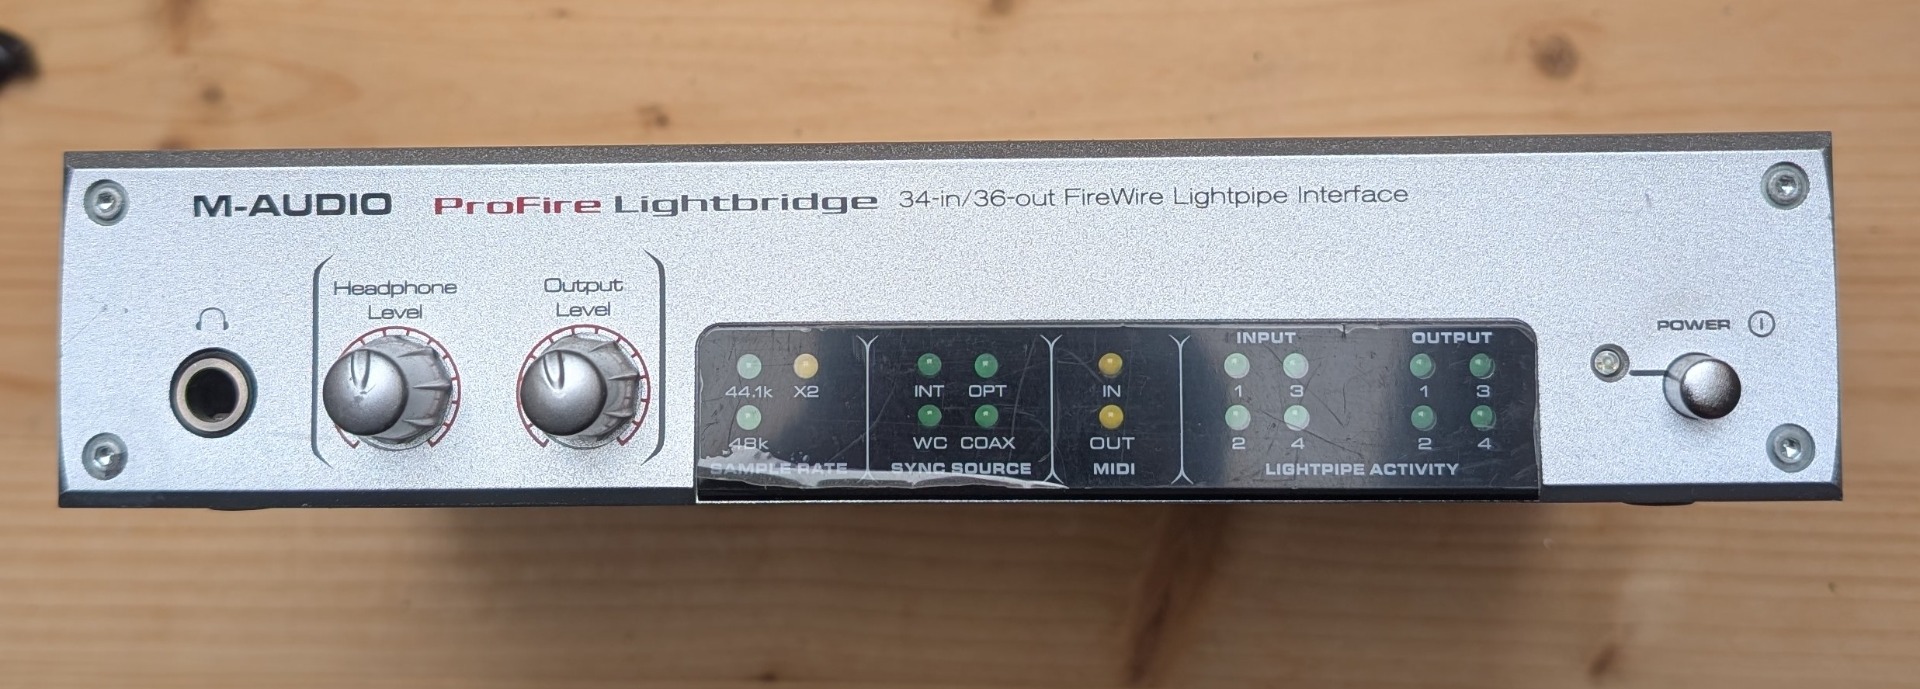 M-AUDIO ProFire Lightbridge 34-in/36-out FireWire Lightpipe Interface
Headphone
Level
Output
Level
POWER
INPUT OUTPUT
44.1k X2 INT OPT IN 1 3 1 3
48k WC COAX OUT 2 4 2 4
SAMPLE RATE SYNC SOURCE MIDI LIGHTPIPE ACTIVITY